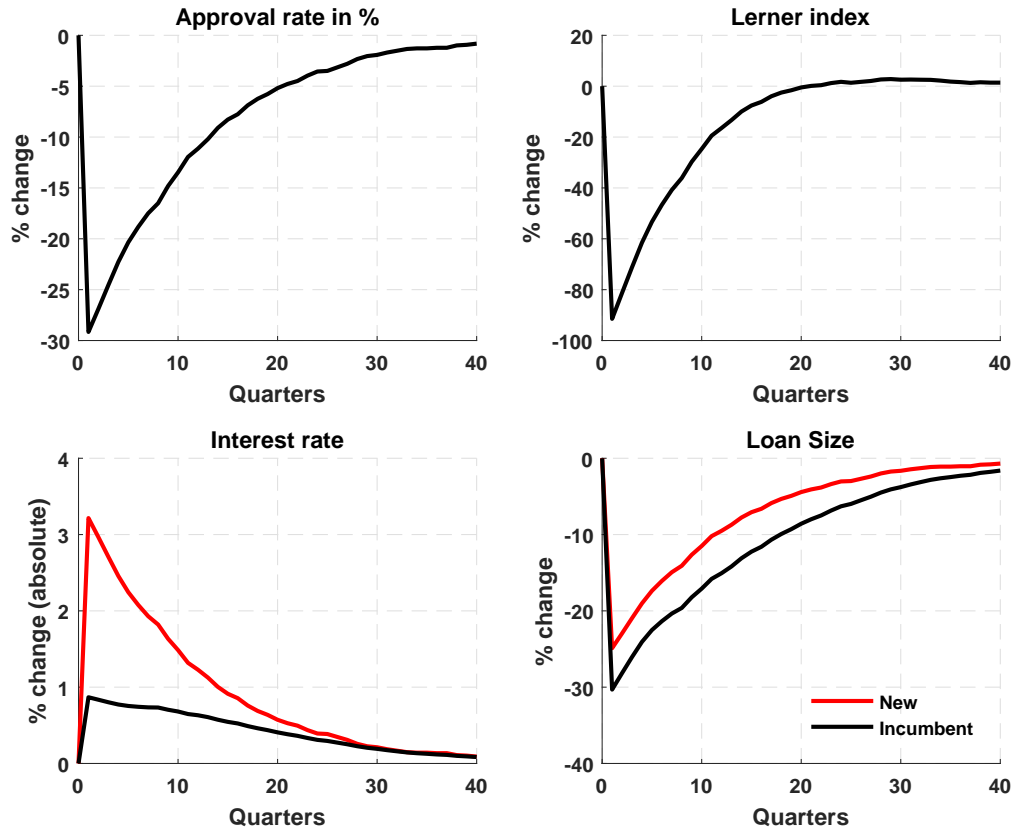 Approval rate in %
0
-5
-10
-15
-20
-25
-30
% change
0 10 20 30 40
Quarters
Lerner index
20
0
-20
-40
-60
-80
-100
% change
0 10 20 30 40
Quarters
Interest rate
4
3
2
1
0
% change (absolute)
0 10 20 30 40
Quarters
Loan Size
0
-10
-20
-30
-40
% change
New
Incumbent
0 10 20 30 40
Quarters